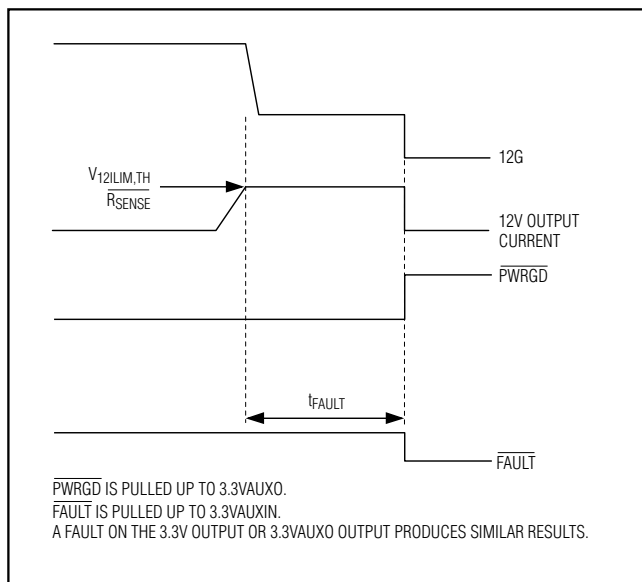 12G
V12ILIM,TH
RSENSE
12V OUTPUT
CURRENT
PWRGD
tFAULT
FAULT
PWRGD IS PULLED UP TO 3.3VAUXO.
FAULT IS PULLED UP TO 3.3VAUXIN.
A FAULT ON THE 3.3V OUTPUT OR 3.3VAUXO OUTPUT PRODUCES SIMILAR RESULTS.